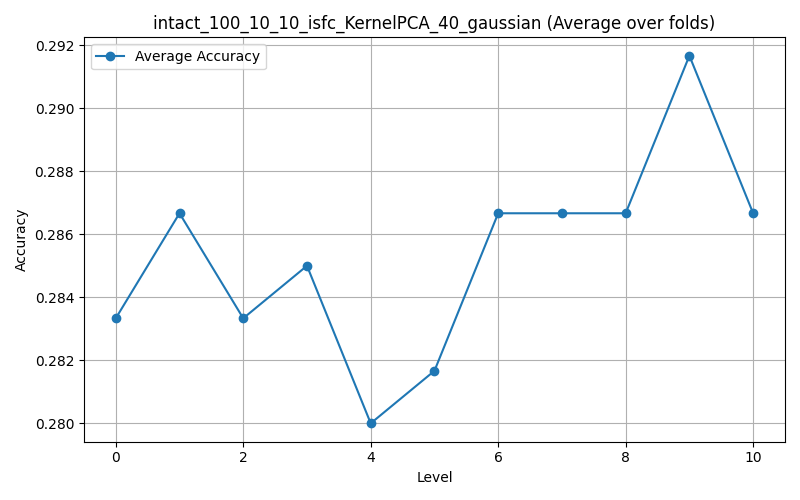 intact_100_10_10_isfc_KernelPCA_40_gaussian (Average over folds)
Average Accuracy
Accuracy
0.292
0.290
0.288
0.286
0.284
0.282
0.280
0 2 4 6 8 10
Level